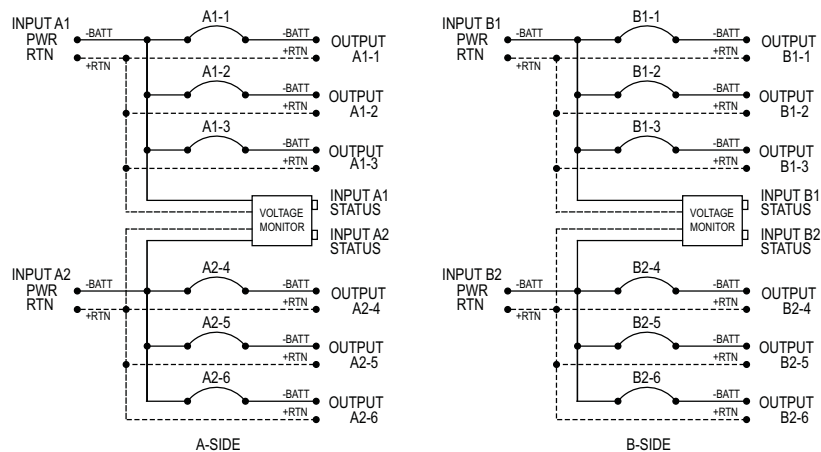 INPUT A1
PWR
RTN
-BATT
+RTN
A1-1
-BATT
+RTN
OUTPUT
A1-1
A1-2
-BATT
+RTN
OUTPUT
A1-2
A1-3
-BATT
+RTN
OUTPUT
A1-3
VOLTAGE
MONITOR
INPUT A1
STATUS
INPUT A2
STATUS
INPUT A2
PWR
RTN
-BATT
+RTN
A2-4
-BATT
+RTN
OUTPUT
A2-4
A2-5
-BATT
+RTN
OUTPUT
A2-5
A2-6
-BATT
+RTN
OUTPUT
A2-6
A-SIDE
INPUT B1
PWR
RTN
-BATT
+RTN
B1-1
-BATT
+RTN
OUTPUT
B1-1
B1-2
-BATT
+RTN
OUTPUT
B1-2
B1-3
-BATT
+RTN
OUTPUT
B1-3
VOLTAGE
MONITOR
INPUT B1
STATUS
INPUT B2
STATUS
INPUT B2
PWR
RTN
-BATT
+RTN
B2-4
-BATT
+RTN
OUTPUT
B2-4
B2-5
-BATT
+RTN
OUTPUT
B2-5
B2-6
-BATT
+RTN
OUTPUT
B2-6
B-SIDE